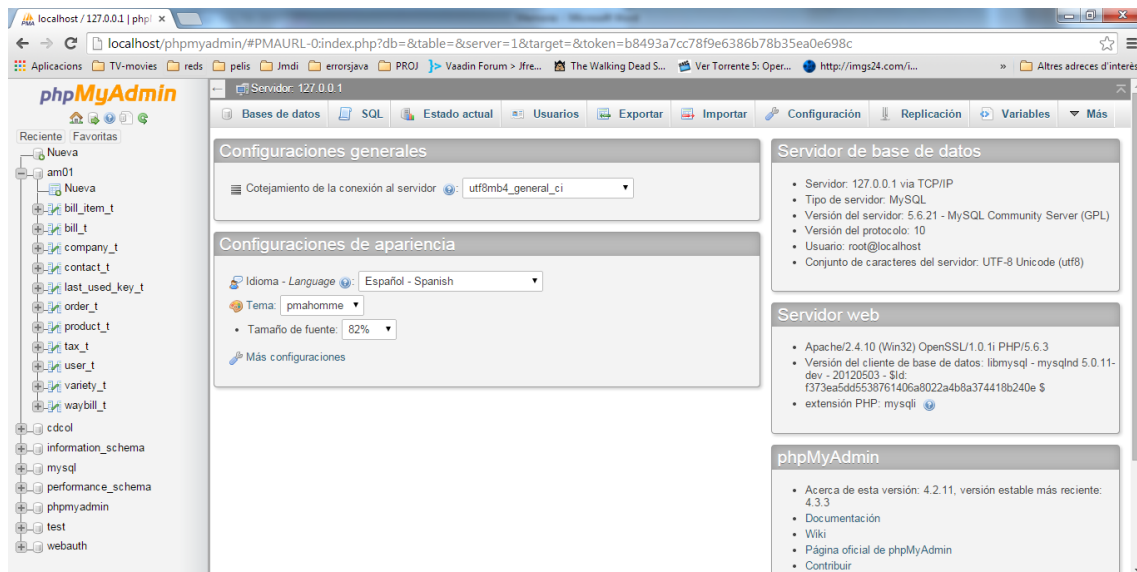 localhost / 127.0.0.1 | phpl
localhost/phpmyadmin/#PMAURL-0:index.php?db=&table=&server=1&target=&token=b8493a7cc78f9e6386b78b35ea0e698c
Aplicacions TV-movies reds pelis Jmdi errorsjava PROJ Vaadin Forum > Jfre... The Walking Dead S... Ver Torrente 5: Oper... http://imgs24.com/i... » Altres adreces d'interès
phpMyAdmin
Reciente Favoritas
Nueva
am01
Nueva
bill_item_t
bill_t
company_t
contact_t
last_used_key_t
order_t
product_t
tax_t
user_t
variety_t
waybill_t
cdcol
information_schema
mysql
performance_schema
phpmyadmin
test
webauth
Servidor: 127.0.0.1
Bases de datos SQL Estado actual Usuarios Exportar Importar Configuración Replicación Variables Más
Configuraciones generales
Cotejamiento de la conexión al servidor : utf8mb4_general_ci
Configuraciones de apariencia
Idioma - Language : Español - Spanish
Tema: pmahomme
Tamaño de fuente: 82%
Más configuraciones
Servidor de base de datos
Servidor: 127.0.0.1 via TCP/IP
Tipo de servidor: MySQL
Versión del servidor: 5.6.21 - MySQL Community Server (GPL)
Versión del protocolo: 10
Usuario: root@localhost
Conjunto de caracteres del servidor: UTF-8 Unicode (utf8)
Servidor web
Apache/2.4.10 (Win32) OpenSSL/1.0.1i PHP/5.6.3
Versión del cliente de base de datos: libmysql - mysqlnd 5.0.11-
dev - 20120503 - $Id:
f373ea5dd5538761406a8022a4b8a374418b240e $
extensión PHP: mysqli
phpMyAdmin
Acerca de esta versión: 4.2.11, versión estable más reciente:
4.3.3
Documentación
Wiki
Página oficial de phpMyAdmin
Contribuir